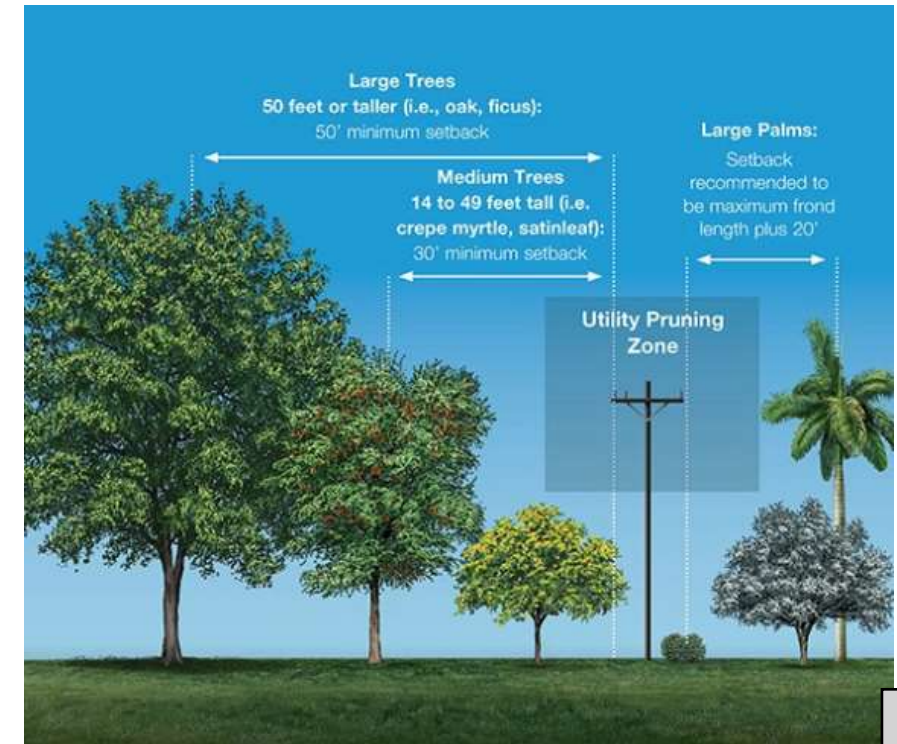 Large Trees
50 feet or taller (i.e., oak, ficus):
50' minimum setback
Medium Trees
14 to 49 feet tall (i.e.
crepe myrtle, satinleaf):
30' minimum setback
Large Palms:
Setback
recommended to
be maximum frond
length plus 20'
Utility Pruning
Zone